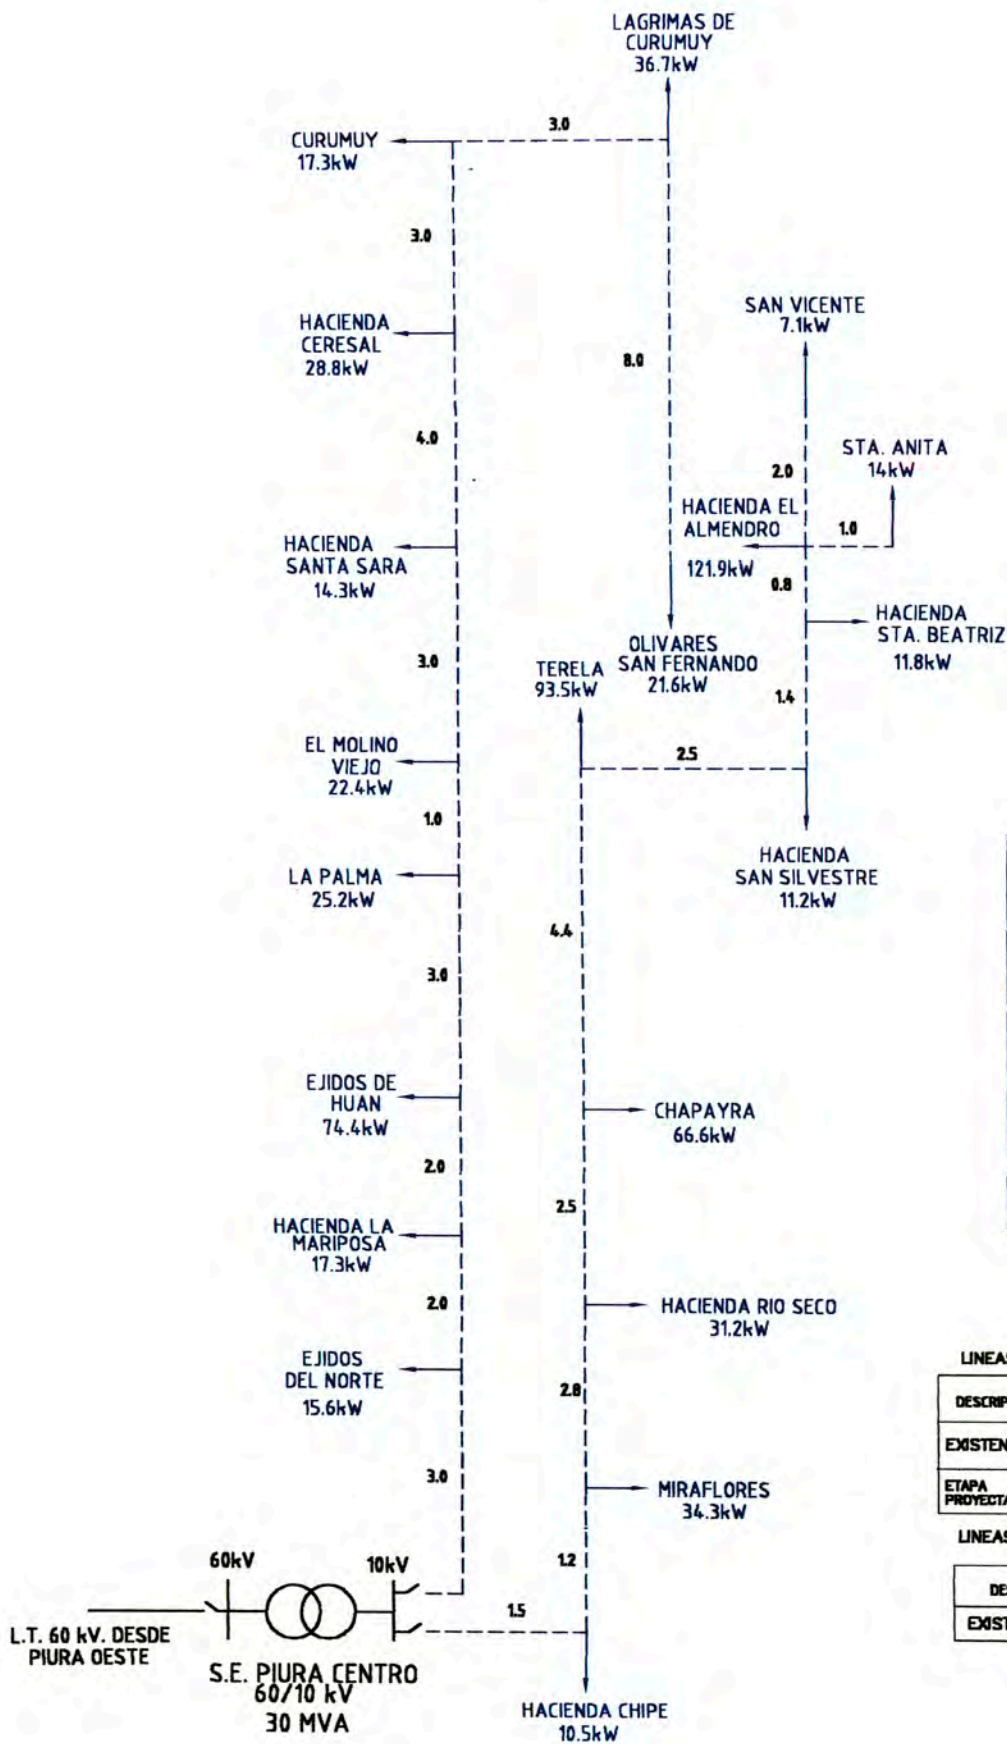 LAGRIMAS DE
CURUMUY
36.7kW
3.0
CURUMUY
17.3kW
3.0
HACIENDA
CERESAL
28.8kW
SAN VICENTE
7.1kW
8.0
4.0
STA. ANITA
14kW
2.0
HACIENDA EL
ALMENDRO
1.0
121.9kW
HACIENDA
SANTA SARA
14.3kW
0.8
HACIENDA
STA. BEATRIZ
11.8kW
OLIVARES
SAN FERNANDO
21.6kW
TERELA
93.5kW
3.0
1.4
EL MOLINO
VIEJO
22.4kW
2.5
1.0
HACIENDA
SAN SILVESTRE
11.2kW
LA PALMA
25.2kW
4.4
3.0
EJIDOS DE
HUAN
74.4kW
CHAPAYRA
66.6kW
2.0
2.5
HACIENDA LA
MARIPOSA
17.3kW
2.0
HACIENDA RIO SECO
31.2kW
EJIDOS
DEL NORTE
15.6kW
2.8
LINEAS
DESCRIP
EXISTEN
ETAPA
PROYECTA
3.0
MIRAFLORES
34.3kW
LINEAS
DE
EXIST
1.2
60kV
10kV
1.5
L.T. 60 kV. DESDE
PIURA OESTE
S.E. PIURA CENTRO
60/10 kV
30 MVA
HACIENDA CHIPE
10.5kW